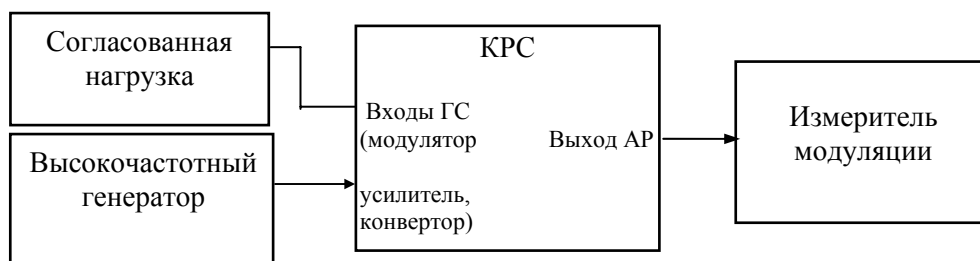 Согласованная
нагрузка
Высокочастотный
генератор
КРС
Входы ГС
(модулятор
усилитель,
конвертор)
Выход АР
Измеритель
модуляции